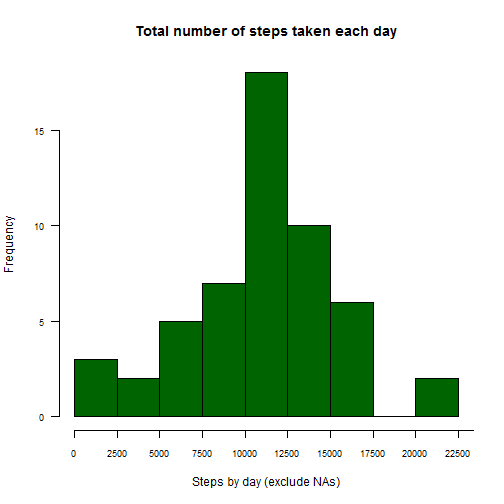 Total number of steps taken each day
Frequency
15
10
5
0
0 2500 5000 7500 10000 12500 15000 17500 20000 22500
Steps by day (exclude NAs)